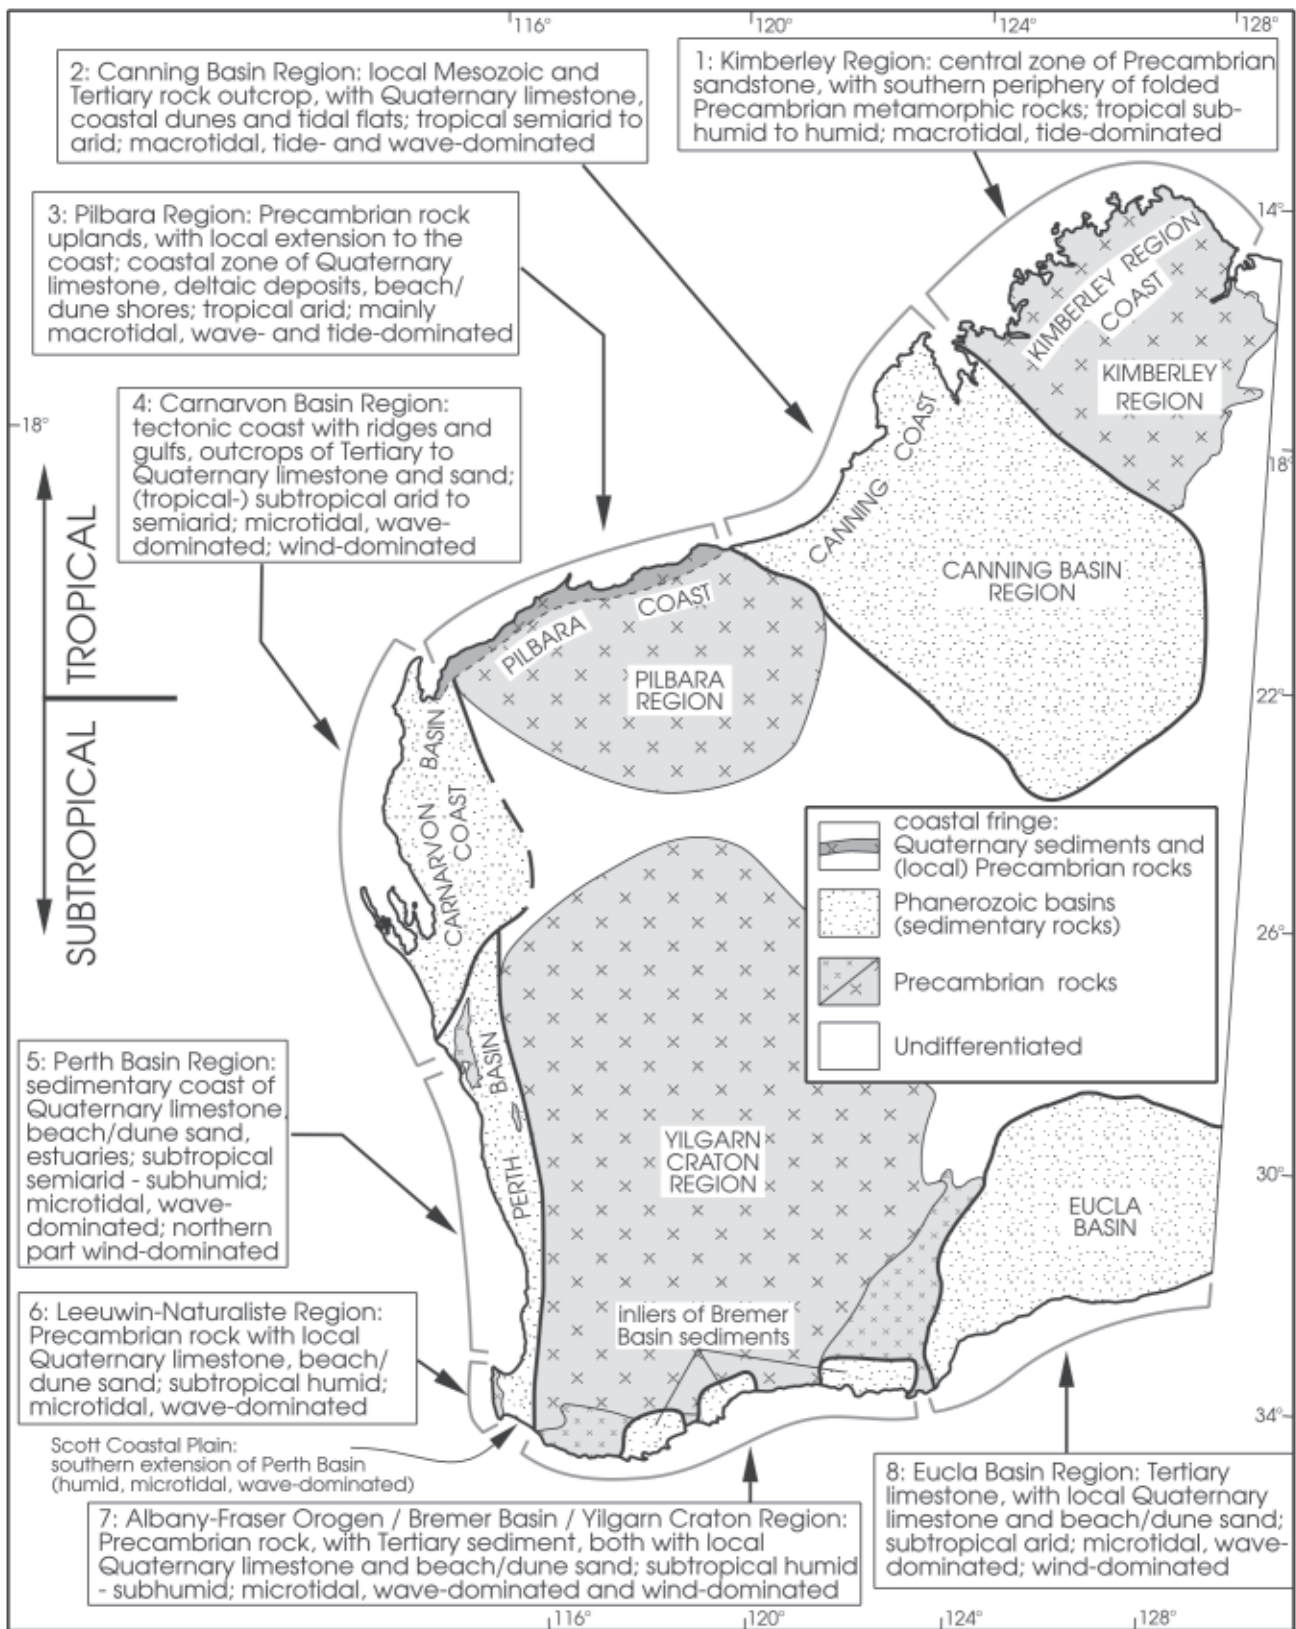 116°
120°
124°
128°
2: Canning Basin Region: local Mesozoic and
Tertiary rock outcrop, with Quaternary limestone,
coastal dunes and tidal flats; tropical semiarid to
arid; macrotidal, tide- and wave-dominated
1: Kimberley Region: central zone of Precambrian
sandstone, with southern periphery of folded
Precambrian metamorphic rocks; tropical sub-
humid to humid; macrotidal, tide-dominated
3: Pilbara Region: Precambrian rock
uplands, with local extension to the
coast; coastal zone of Quaternary
limestone, deltaic deposits, beach/
dune shores; tropical arid; mainly
macrotidal, wave- and tide-dominated
14°
KIMBERLEY REGION
COAST
KIMBERLEY
REGION
4: Carnarvon Basin Region:
tectonic coast with ridges and
gulfs, outcrops of Tertiary to
Quaternary limestone and sand;
(tropical-) subtropical arid to
semiarid; microtidal, wave-
dominated; wind-dominated
18°
18°
TROPICAL
SUBTROPICAL
CANNING COAST
CANNING BASIN
REGION
PILBARA COAST
PILBARA
REGION
22°
CARNARVON BASIN
COAST
coastal fringe:
Quaternary sediments and
(local) Precambrian rocks
Phanerozoic basins
(sedimentary rocks)
Precambrian rocks
Undifferentiated
26°
5: Perth Basin Region:
sedimentary coast of
Quaternary limestone,
beach/dune sand,
estuaries; subtropical
semiarid - subhumid;
microtidal, wave-
dominated; northern
part wind-dominated
PERTH BASIN
YILGARN
CRATON
REGION
30°
EUCLA
BASIN
6: Leeuwin-Naturaliste Region:
Precambrian rock with local
Quaternary limestone, beach/
dune sand; subtropical humid;
microtidal, wave-dominated
inliers of Bremer
Basin sediments
34°
Scott Coastal Plain:
southern extension of Perth Basin
(humid, microtidal, wave-dominated)
7: Albany-Fraser Orogen / Bremer Basin / Yilgarn Craton Region:
Precambrian rock, with Tertiary sediment, both with local
Quaternary limestone and beach/dune sand; subtropical humid
- subhumid; microtidal, wave-dominated and wind-dominated
8: Eucla Basin Region: Tertiary
limestone, with local Quaternary
limestone and beach/dune sand;
subtropical arid; microtidal, wave-
dominated; wind-dominated
116°
120°
124°
128°